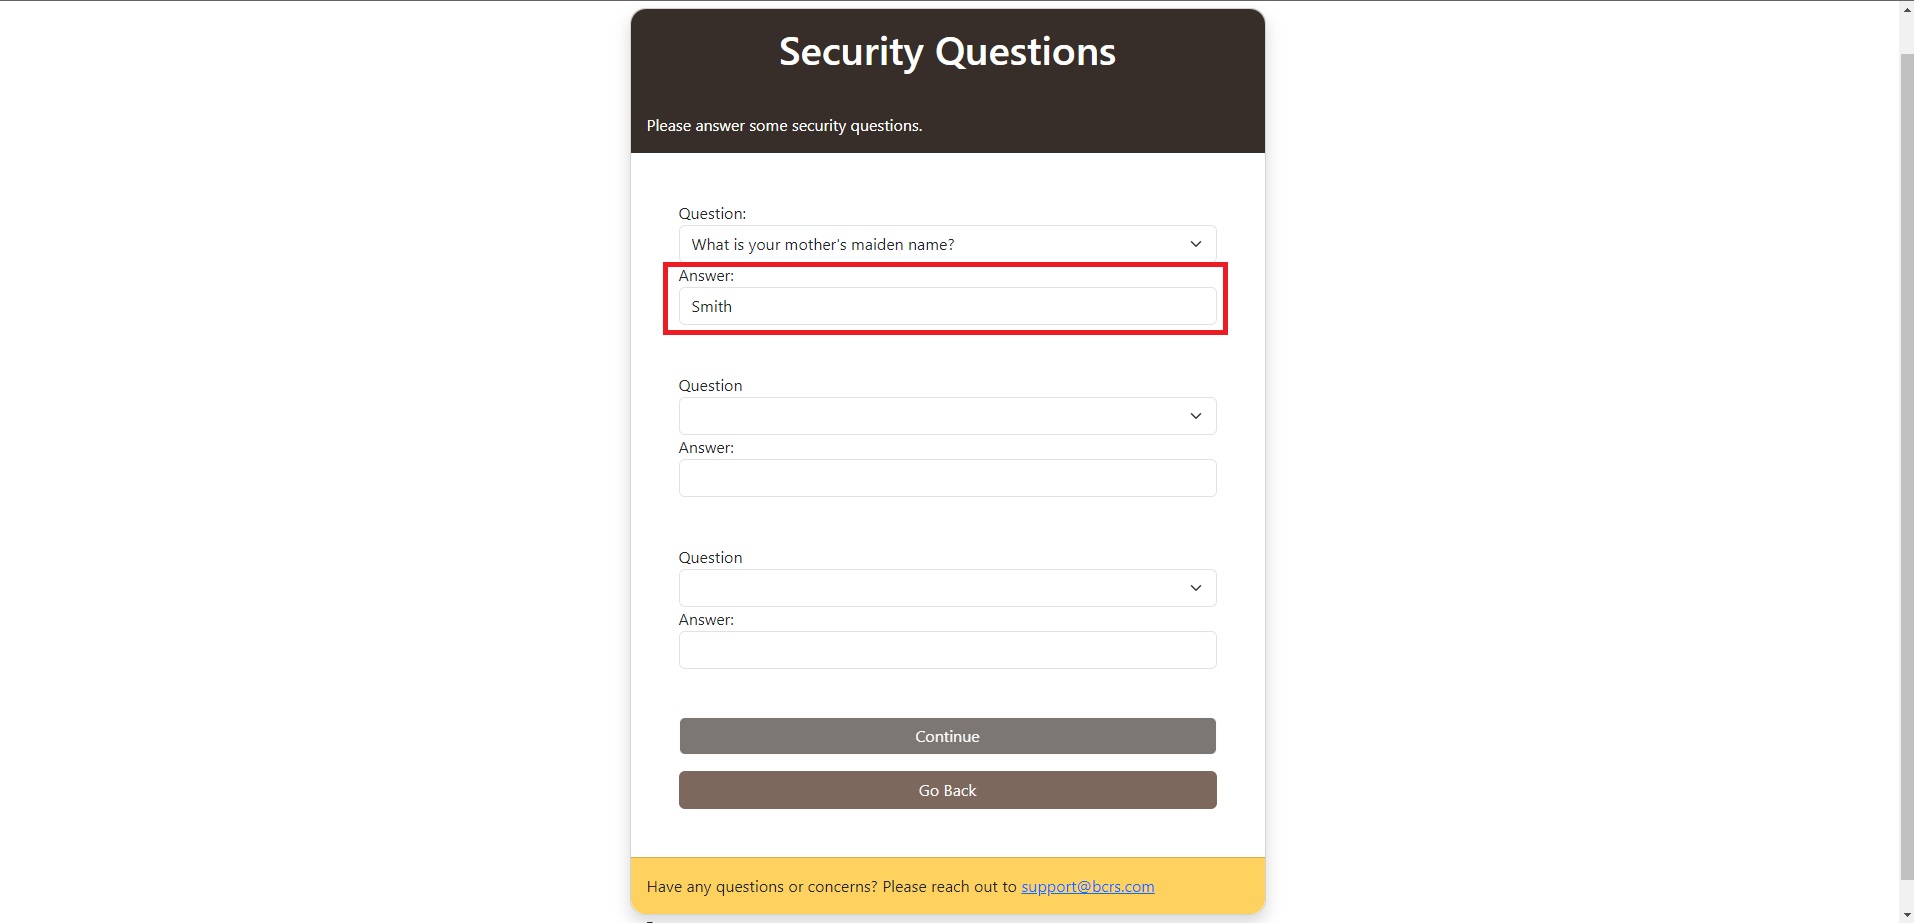 Security Questions
Please answer some security questions.
Question:
What is your mother's maiden name?
Answer:
Smith
Question
Answer:
Question
Answer:
Continue
Go Back
Have any questions or concerns? Please reach out to support@bcrs.com